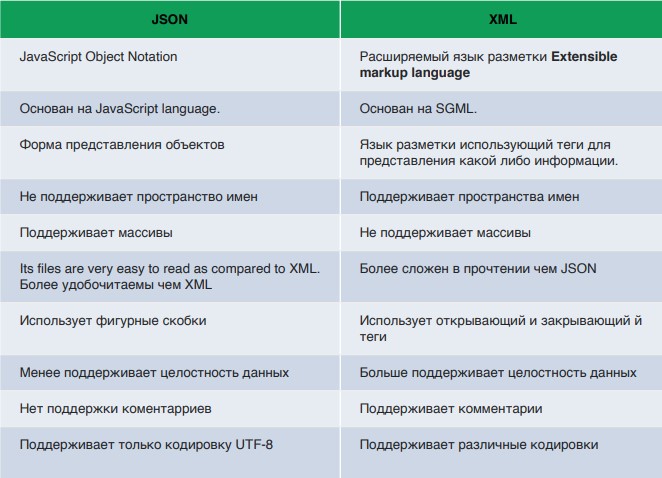 JSON
XML
JavaScript Object Notation
Расширяемый язык разметки Extensible
markup language
Основан на JavaScript language.
Основан на SGML.
Форма представления объектов
Язык разметки использующий теги для
представления какой либо информации.
Не поддерживает пространство имен
Поддерживает пространства имен
Поддерживает массивы
Не поддерживает массивы
Its files are very easy to read as compared to XML.
Более удобочитаемы чем XML
Более сложен в прочтении чем JSON
Использует фигурные скобки
Использует открывающий и закрывающий й
теги
Менее поддерживает целостность данных
Больше поддерживает целостность данных
Нет поддержки коментарриев
Поддерживает комментарии
Поддерживает только кодировку UTF-8
Поддерживает различные кодировки